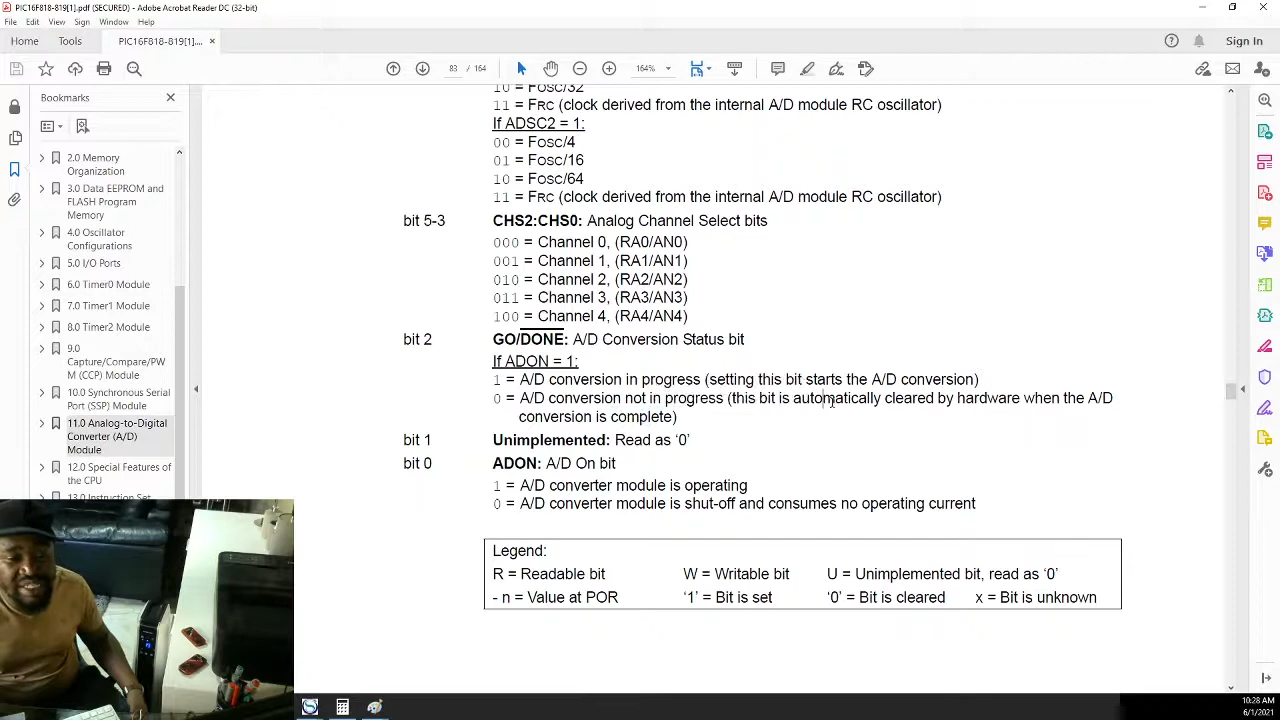 PIC16F818-819[1].pdf (SECURED) - Adobe Acrobat Reader DC (32-bit)
File Edit View Sign Window Help
Home Tools PIC16F818-819[1].... × Sign In
83 / 164 164%
Bookmarks
2.0 Memory
Organization
3.0 Data EEPROM and
FLASH Program
Memory
4.0 Oscillator
Configurations
5.0 I/O Ports
6.0 Timer0 Module
7.0 Timer1 Module
8.0 Timer2 Module
9.0
Capture/Compare/PW
M (CCP) Module
10.0 Synchronous Serial
Port (SSP) Module
11.0 Analog-to-Digital
Converter (A/D)
Module
12.0 Special Features of
the CPU
13.0 Instruction Set
10 = Fosc/32
11 = FRC (clock derived from the internal A/D module RC oscillator)
If ADSC2 = 1:
00 = Fosc/4
01 = Fosc/16
10 = Fosc/64
11 = FRC (clock derived from the internal A/D module RC oscillator)
bit 5-3 CHS2:CHS0: Analog Channel Select bits
000 = Channel 0, (RA0/AN0)
001 = Channel 1, (RA1/AN1)
010 = Channel 2, (RA2/AN2)
011 = Channel 3, (RA3/AN3)
100 = Channel 4, (RA4/AN4)
bit 2 GO/DONE: A/D Conversion Status bit
If ADON = 1:
1 = A/D conversion in progress (setting this bit starts the A/D conversion)
0 = A/D conversion not in progress (this bit is automatically cleared by hardware when the A/D
conversion is complete)
bit 1 Unimplemented: Read as ‘0’
bit 0 ADON: A/D On bit
1 = A/D converter module is operating
0 = A/D converter module is shut-off and consumes no operating current
Legend:
R = Readable bit W = Writable bit U = Unimplemented bit, read as ‘0’
- n = Value at POR ‘1’ = Bit is set ‘0’ = Bit is cleared x = Bit is unknown
10:28 AM
6/1/2021